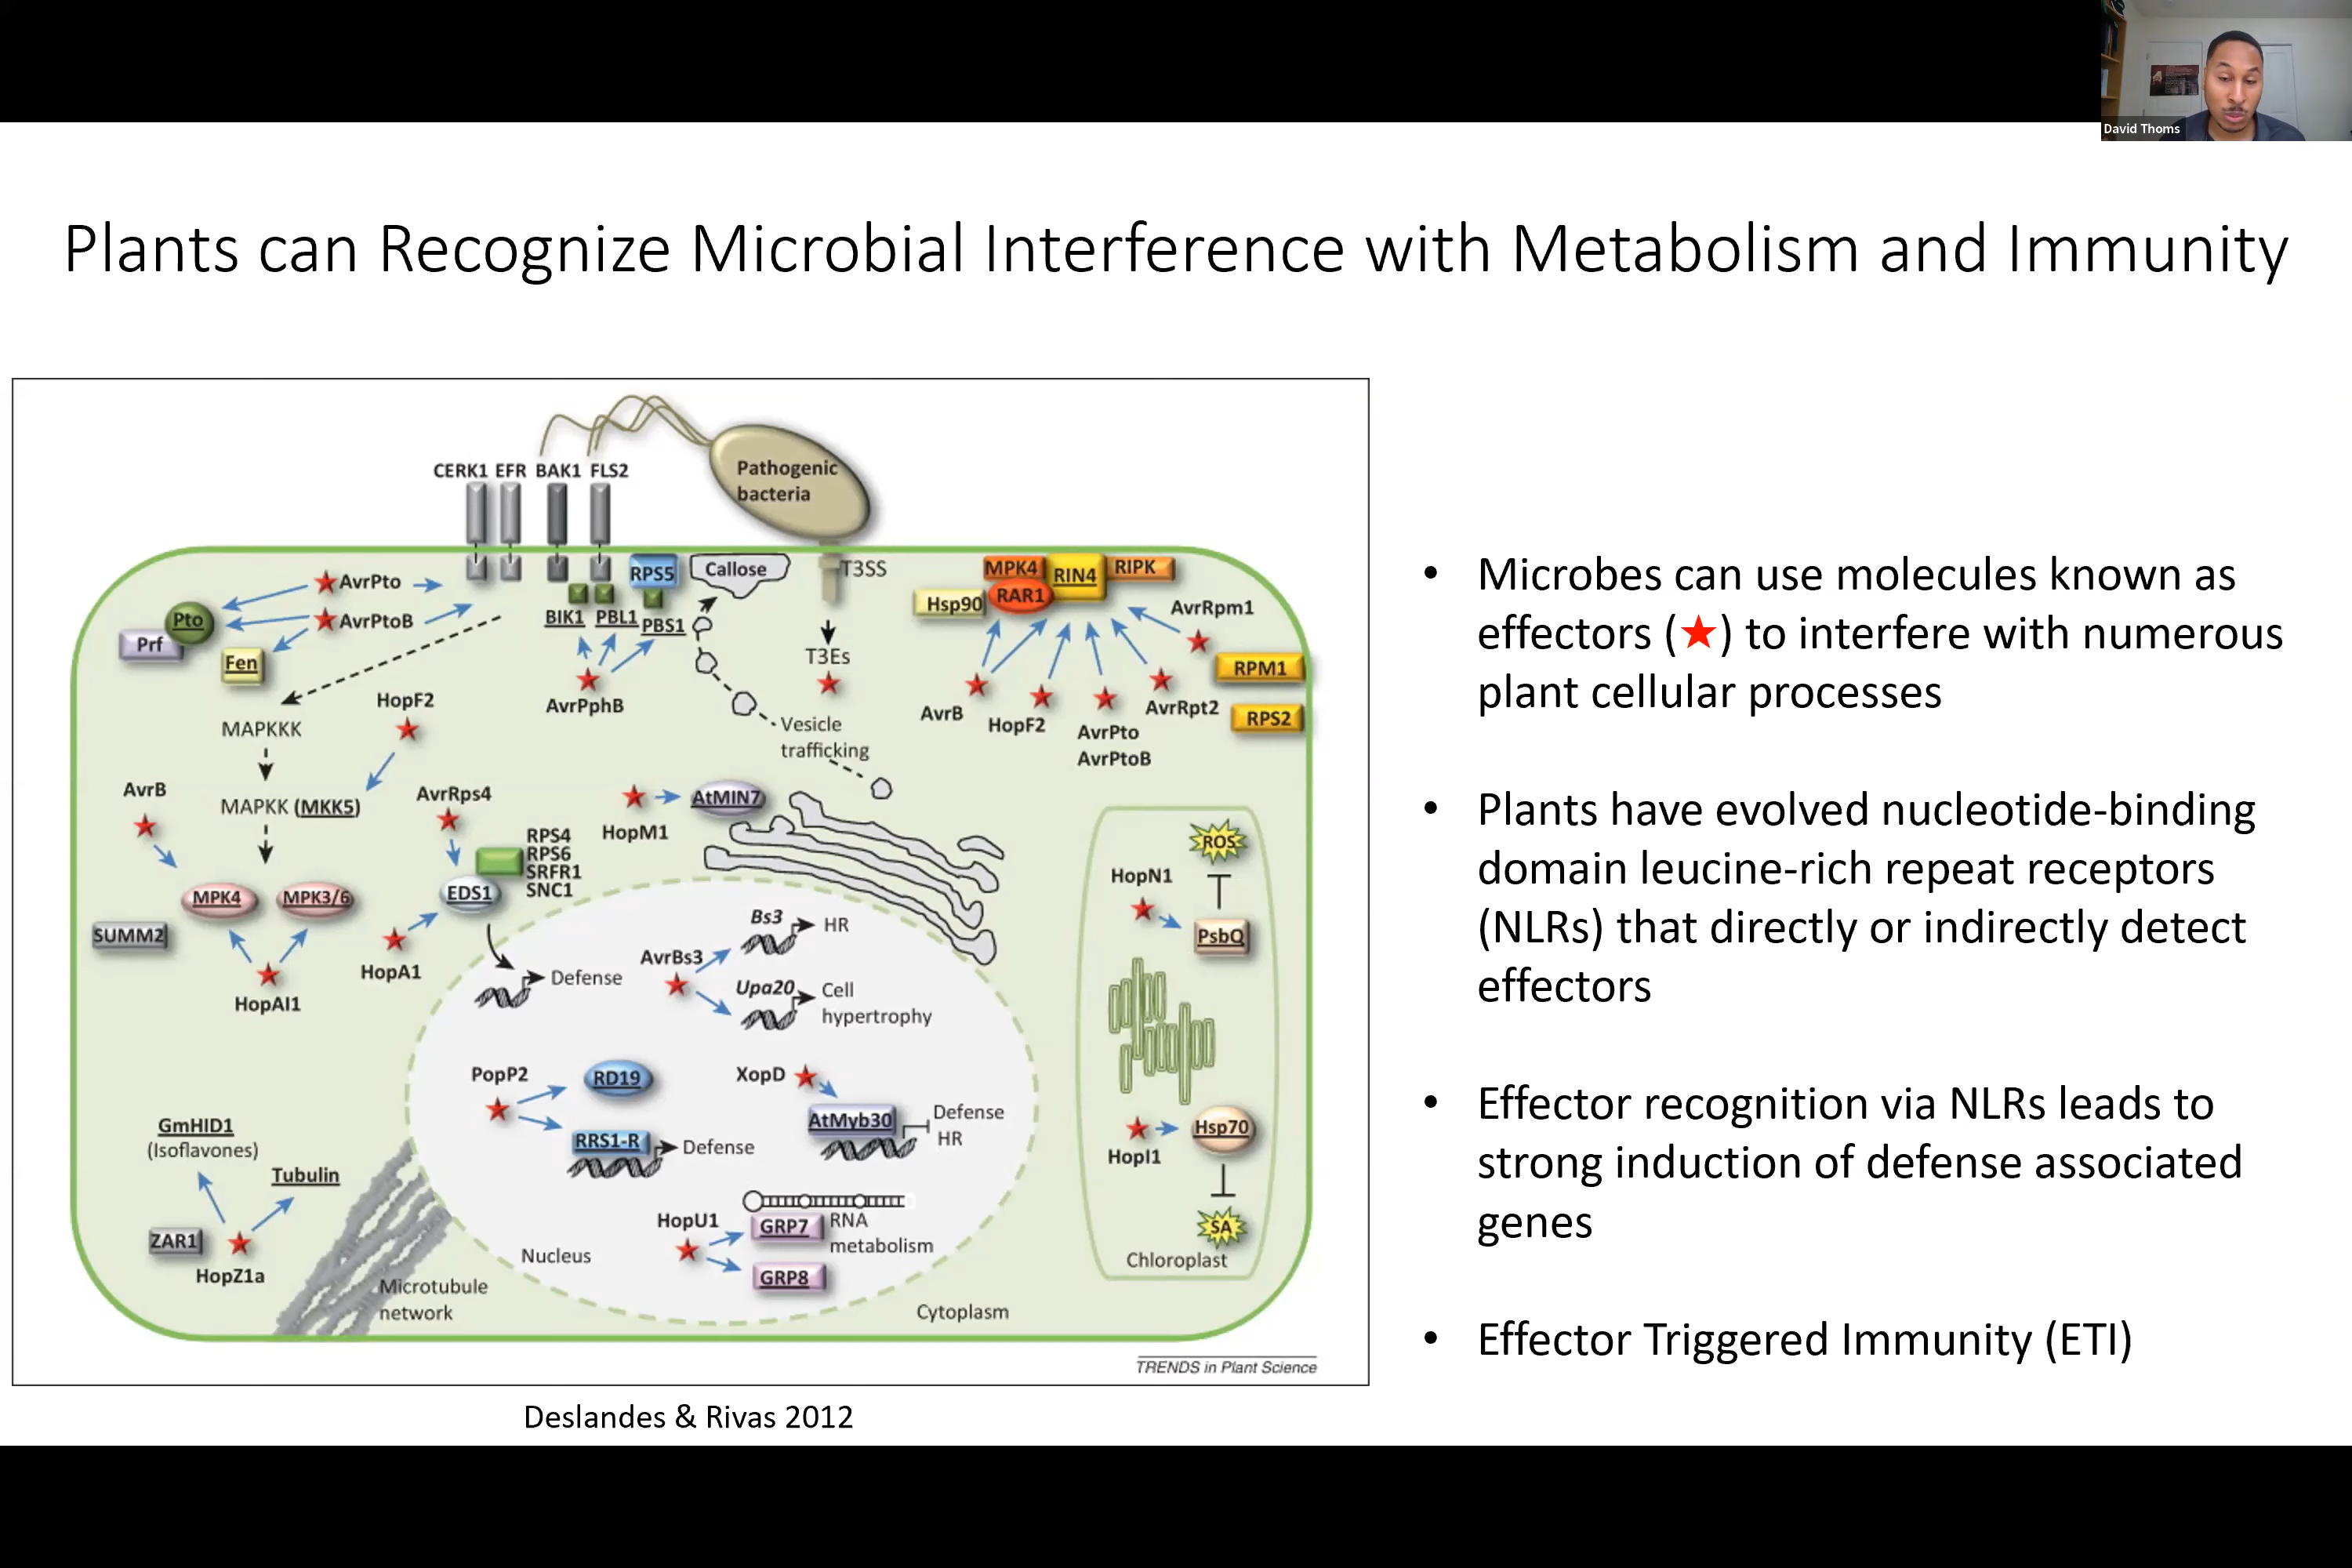 David Thoms
Plants can Recognize Microbial Interference with Metabolism and Immunity
CERK1 EFR BAK1 FLS2
Pathogenic
bacteria
AvrPto
AvrPtoB
Pto
Prf
Fen
BIK1 PBL1 PBS1
RPS5
Callose
T3SS
T3Es
AvrPphB
Vesicle
trafficking
MPK4 RIN4 RIPK
Hsp90 RAR1
AvrRpm1
RPM1
RPS2
AvrB
HopF2
AvrPto
AvrPtoB
AvrRpt2
HopF2
MAPKKK
MAPKK (MKK5)
AvrB
MPK4
MPK3/6
SUMM2
HopAI1
AvrRps4
RPS4
RPS6
SRFR1
SNC1
EDS1
HopA1
HopM1
AtMIN7
Defense
AvrBs3
Bs3
HR
Upa20
Cell
hypertrophy
PopP2
RD19
RRS1-R
Defense
XopD
AtMyb30
Defense
HR
HopU1
GRP7
GRP8
RNA
metabolism
Nucleus
Cytoplasm
GmHID1
(Isoflavones)
Tubulin
ZAR1
HopZ1a
Microtubule
network
ROS
HopN1
PsbQ
HopI1
Hsp70
SA
Chloroplast
TRENDS in Plant Science
Deslandes & Rivas 2012
• Microbes can use molecules known as
effectors (★) to interfere with numerous
plant cellular processes
• Plants have evolved nucleotide-binding
domain leucine-rich repeat receptors
(NLRs) that directly or indirectly detect
effectors
• Effector recognition via NLRs leads to
strong induction of defense associated
genes
• Effector Triggered Immunity (ETI)